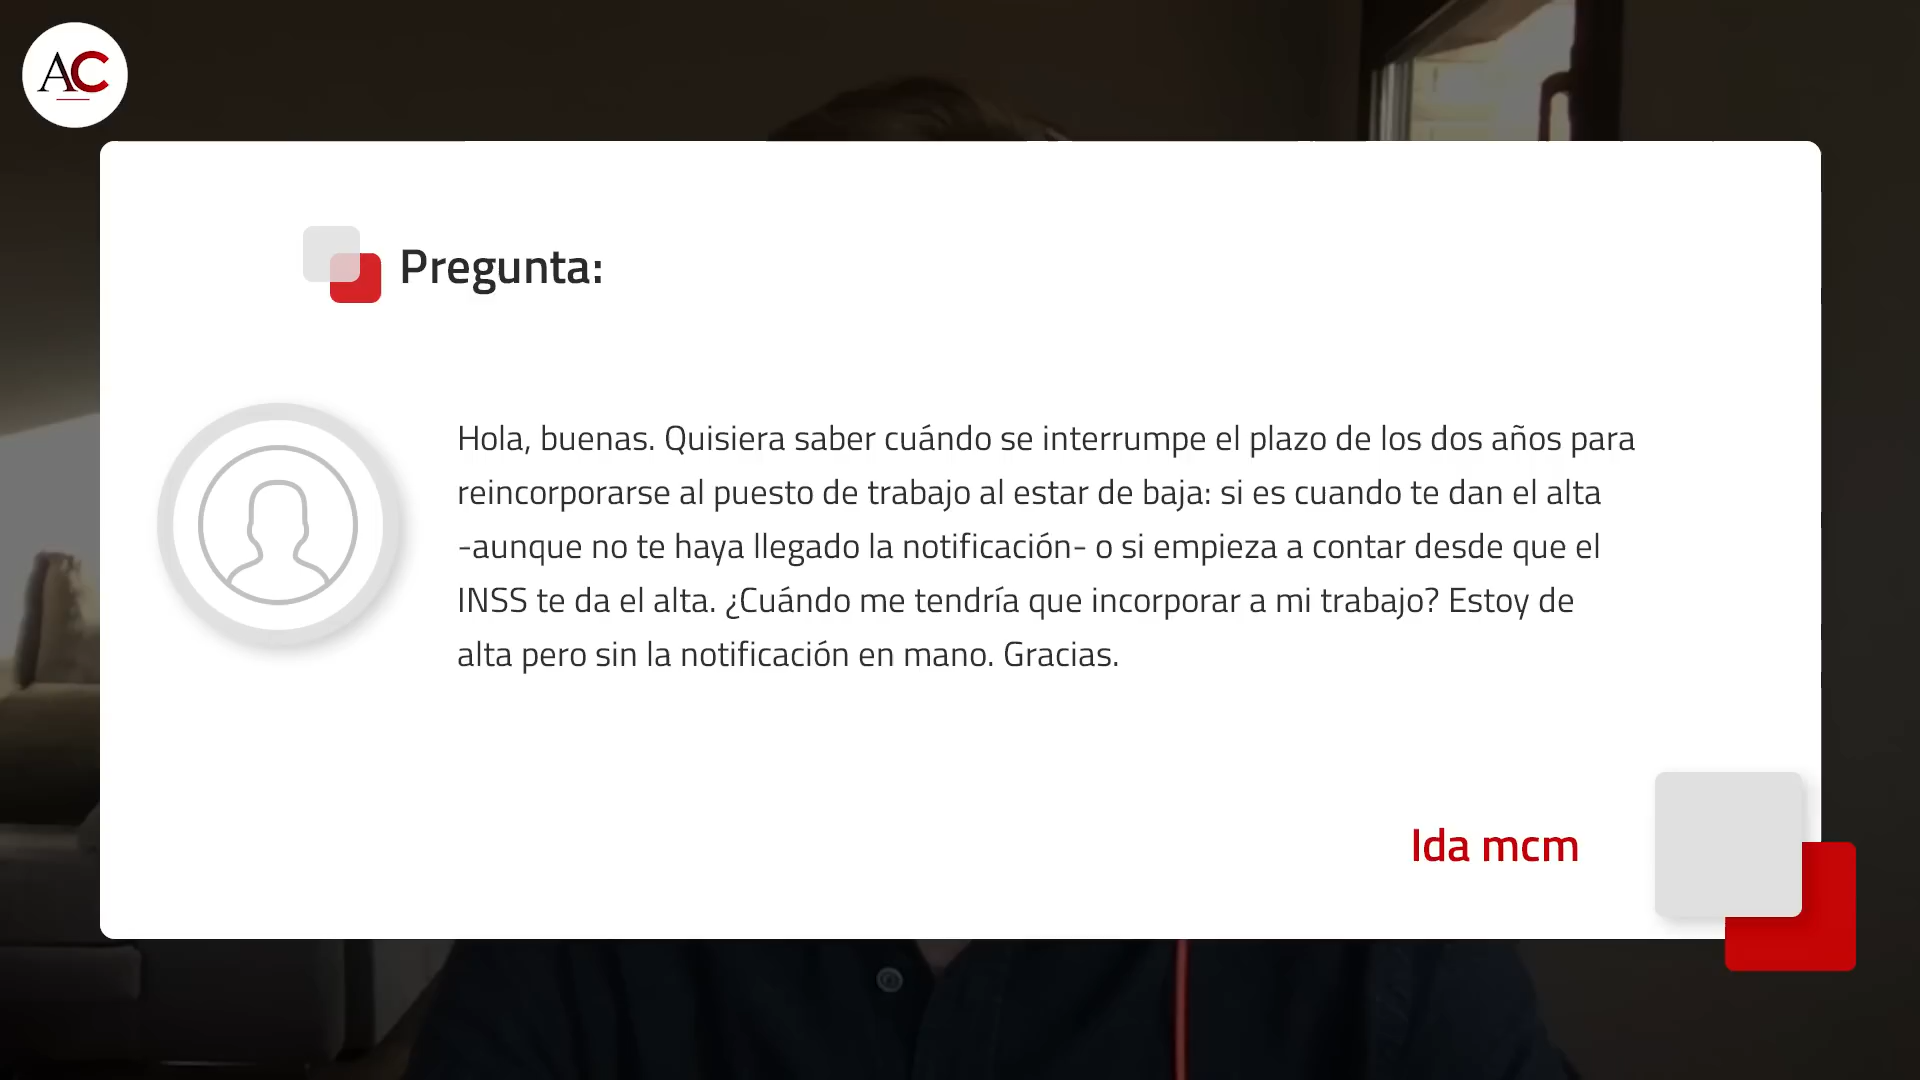 AC
Pregunta:
Hola, buenas. Quisiera saber cuándo se interrumpe el plazo de los dos años para
reincorporarse al puesto de trabajo al estar de baja: si es cuando te dan el alta
-aunque no te haya llegado la notificación- o si empieza a contar desde que el
INSS te da el alta. ¿Cuándo me tendría que incorporar a mi trabajo? Estoy de
alta pero sin la notificación en mano. Gracias.
Ida mcm